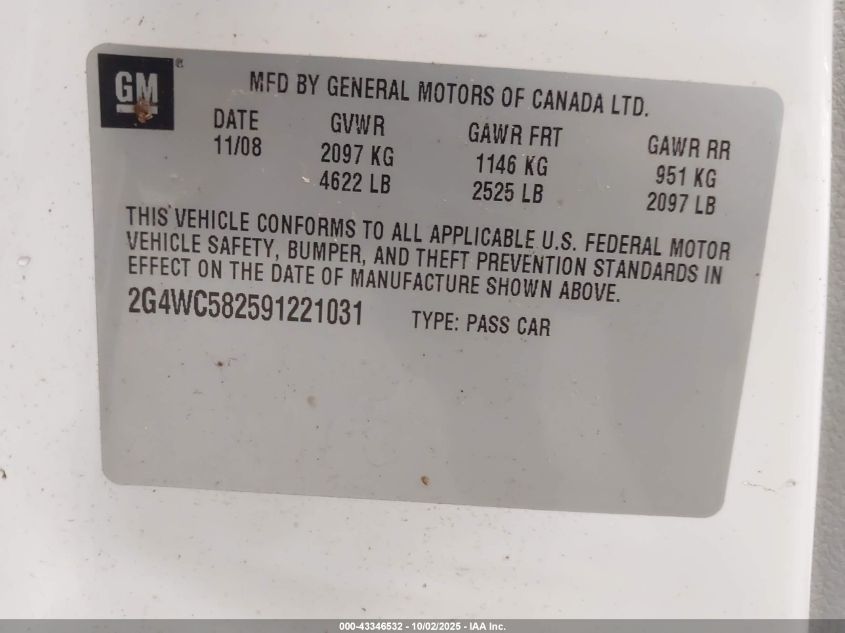 GM ®
MFD BY GENERAL MOTORS OF CANADA LTD.
DATE GVWR GAWR FRT GAWR RR
11/08 2097 KG 1146 KG 951 KG
4622 LB 2525 LB 2097 LB
THIS VEHICLE CONFORMS TO ALL APPLICABLE U.S. FEDERAL MOTOR
VEHICLE SAFETY, BUMPER, AND THEFT PREVENTION STANDARDS IN
EFFECT ON THE DATE OF MANUFACTURE SHOWN ABOVE.
2G4WC582591221031 TYPE: PASS CAR
000-43346532 - 10/02/2025 - IAA Inc.